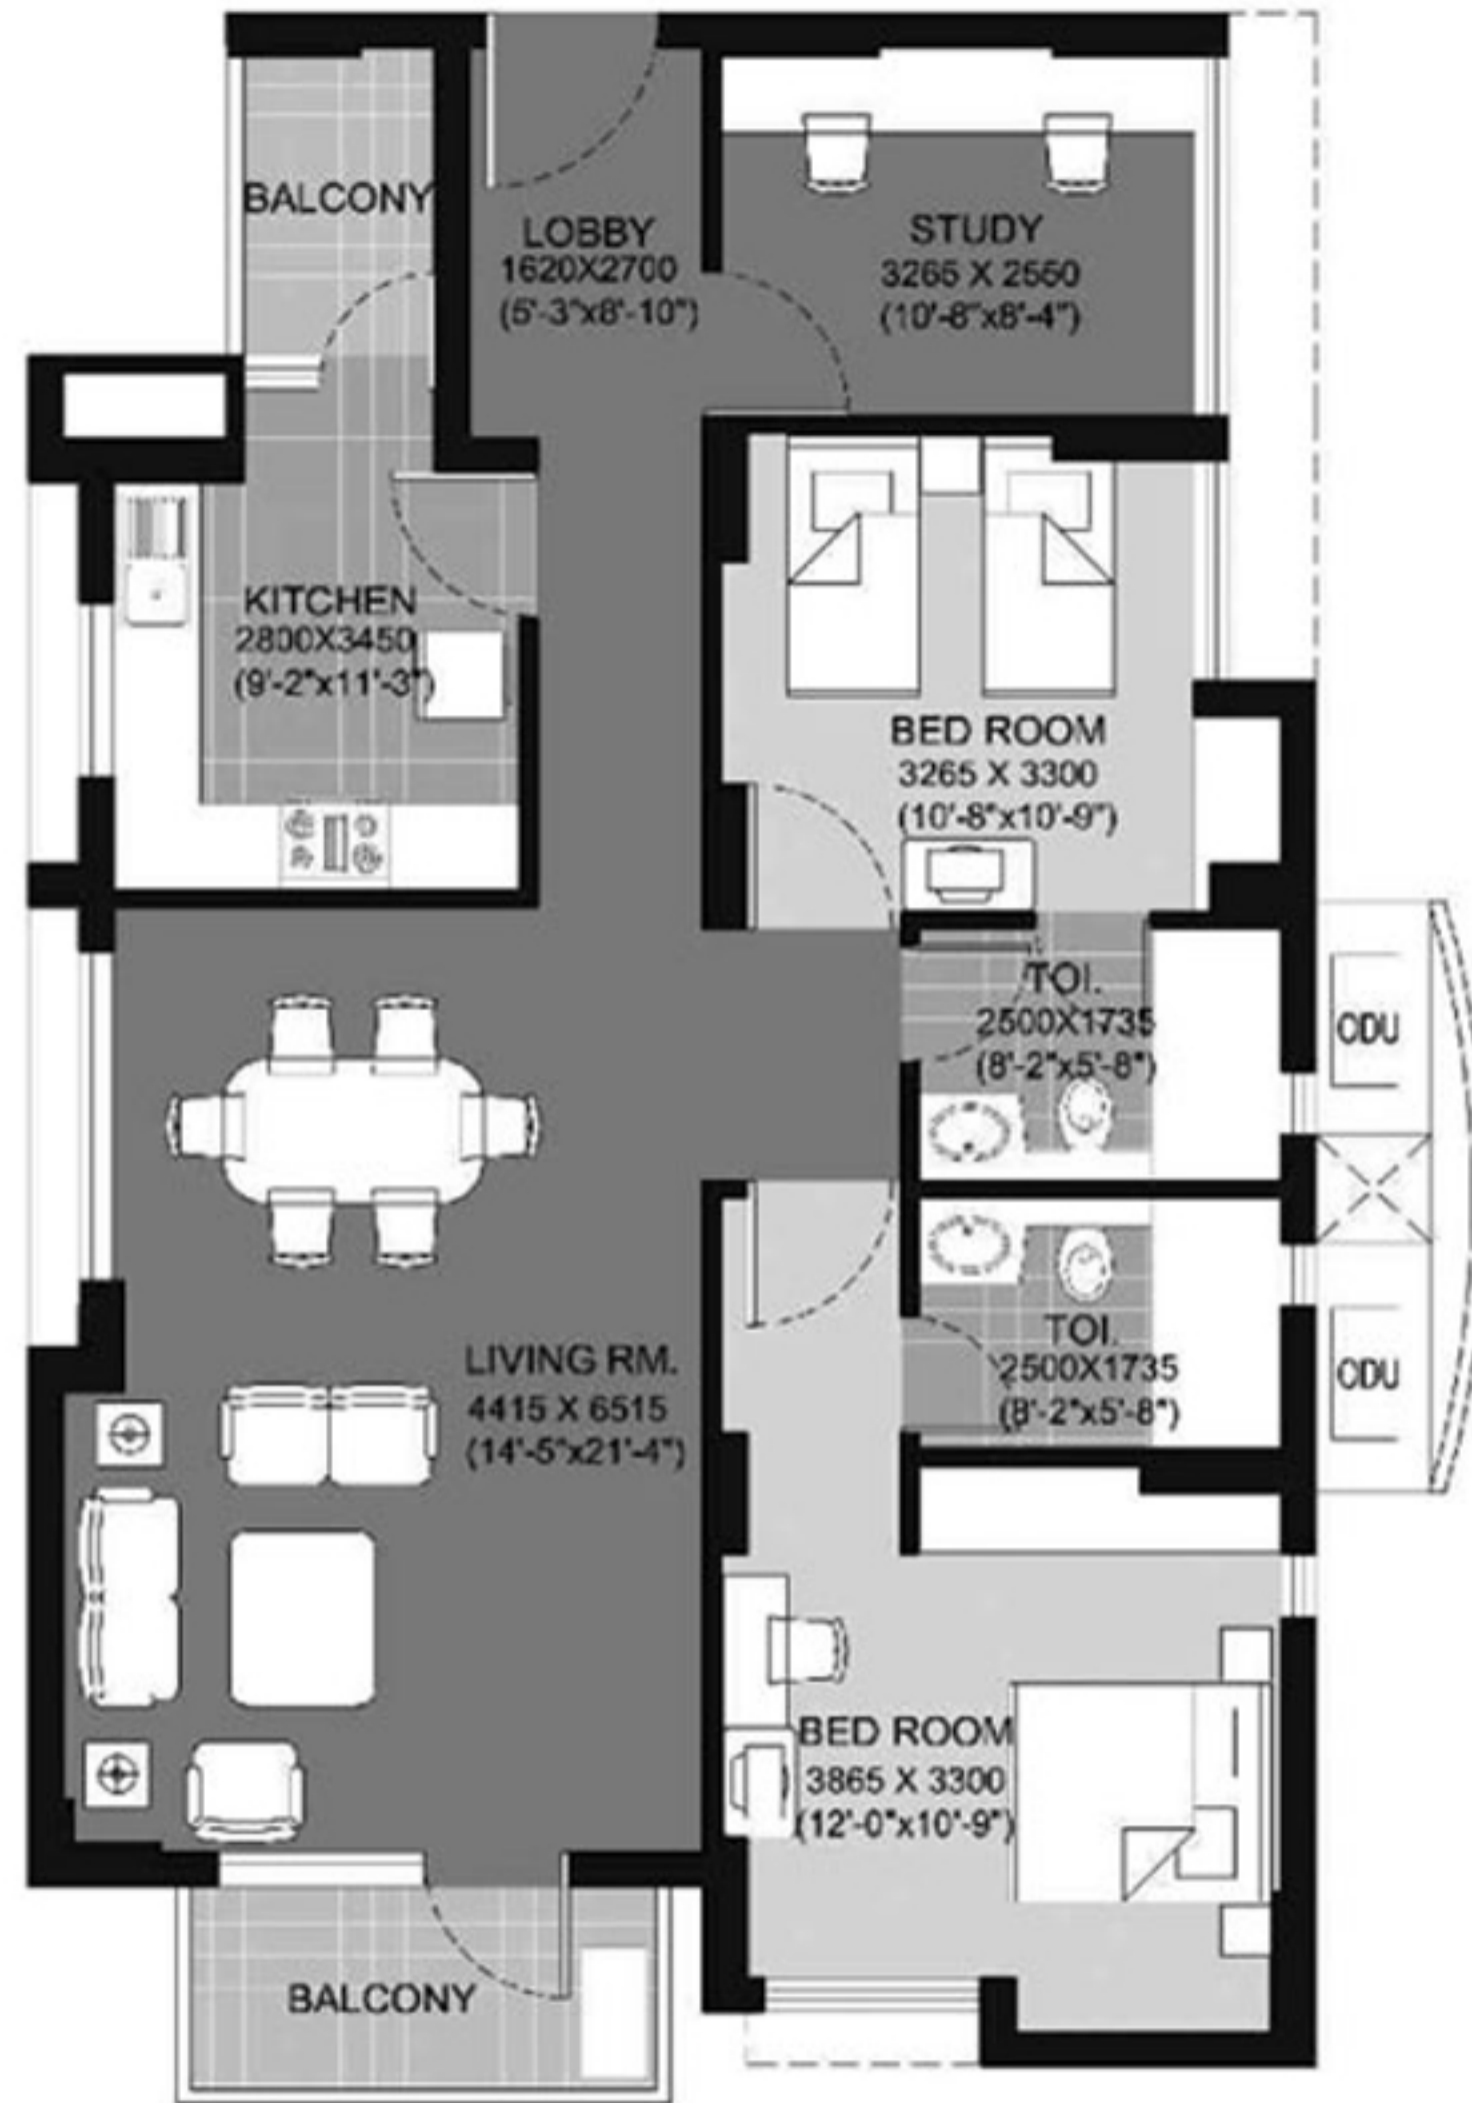 BALCONY
LOBBY
1620X2700
(5'-3"x8'-10")
STUDY
3265 X 2550
(10'-8"x8'-4")
KITCHEN
2800X3450
(9'-2"x11'-3")
BED ROOM
3265 X 3300
(10'-8"x10'-9")
TOI.
2500X1735
(8'-2"x5'-8")
CDU
TOI.
2500X1735
(8'-2"x5'-8")
CDU
LIVING RM.
4415 X 6515
(14'-5"x21'-4")
BED ROOM
3865 X 3300
(12'-0"x10'-9")
BALCONY